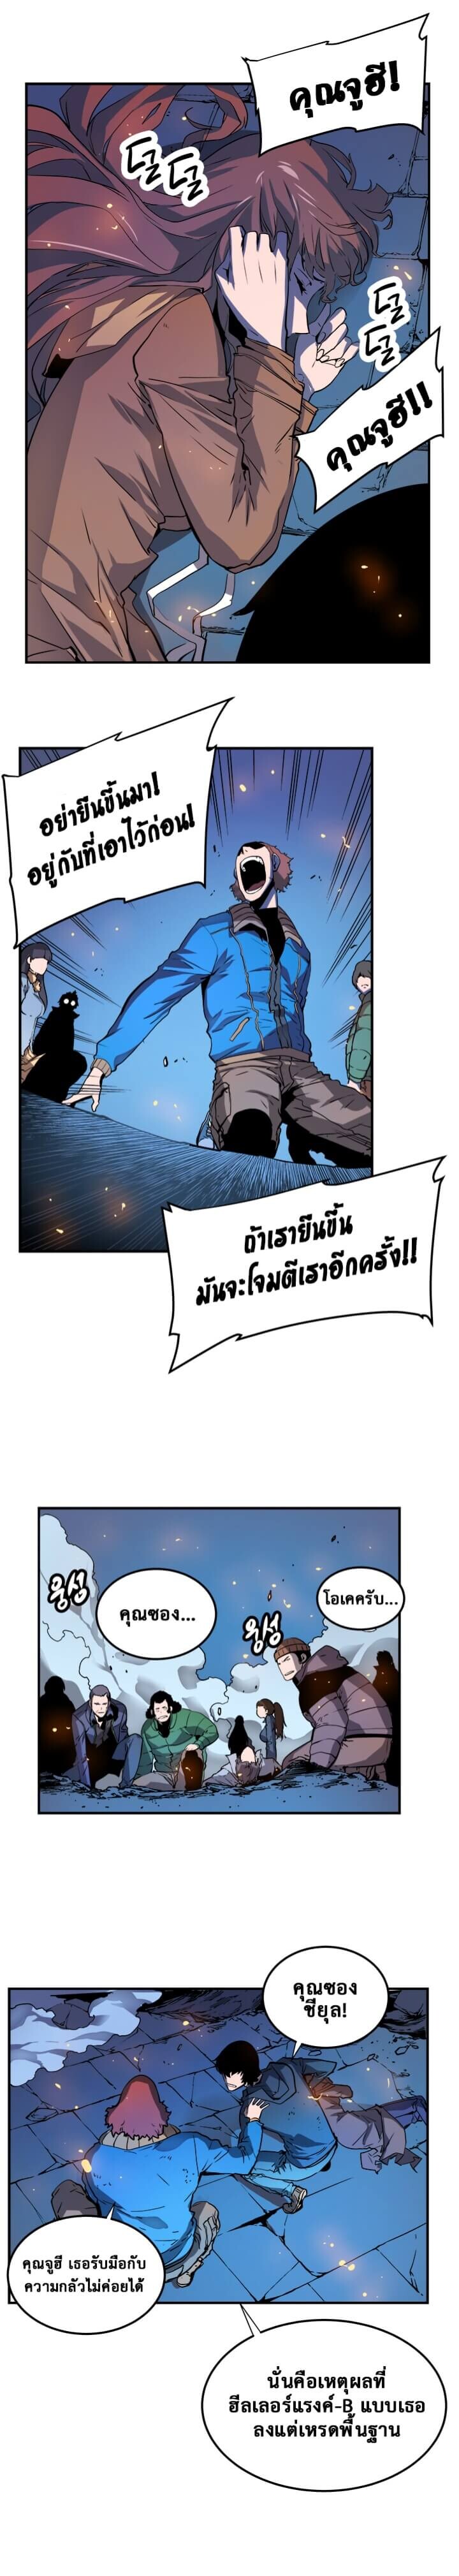 คุณจูฮี!
덜덜
덜덜
คุณจูฮี!!
อย่ายืนขึ้นมา!
อยู่กับที่เอาไว้ก่อน!
ถ้าเรายืนขึ้น
มันจะโจมตีเราอีกครั้ง!!
웅성
คุณซอง...
โอเคครับ...
웅성
คุณซอง
ชียุล!
คุณจูฮี เธอรับมือกับ
ความกลัวไม่ค่อยได้
นั่นคือเหตุผลที่
ฮีลเลอร์แรงค์-B แบบเธอ
ลงแต่เหรดพื้นฐาน